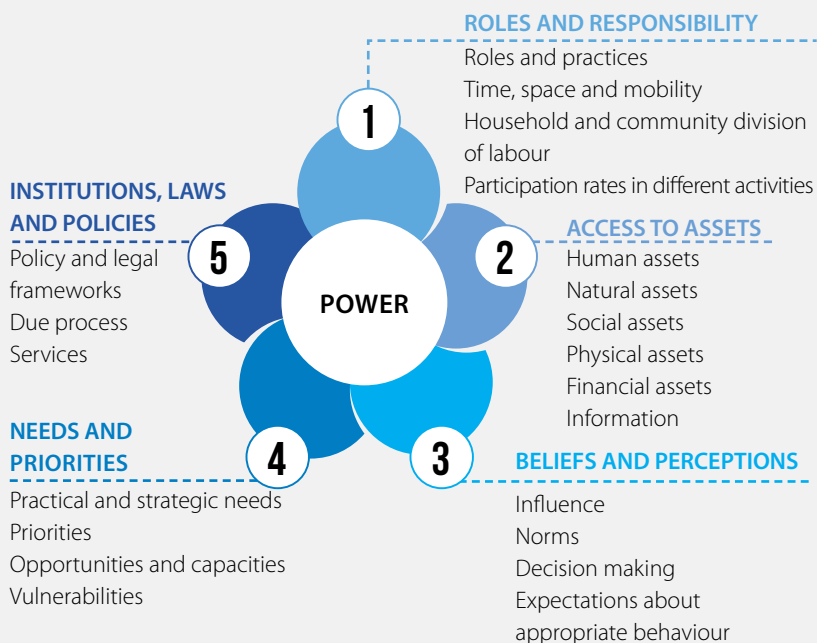 ROLES AND RESPONSIBILITY
Roles and practices
Time, space and mobility
Household and community division
of labour
Participation rates in different activities
1
ACCESS TO ASSETS
2
Human assets
Natural assets
Social assets
Physical assets
Financial assets
Information
BELIEFS AND PERCEPTIONS
3
Influence
Norms
Decision making
Expectations about
appropriate behaviour
NEEDS AND
PRIORITIES
4
Practical and strategic needs
Priorities
Opportunities and capacities
Vulnerabilities
INSTITUTIONS, LAWS
AND POLICIES
5
Policy and legal
frameworks
Due process
Services
POWER